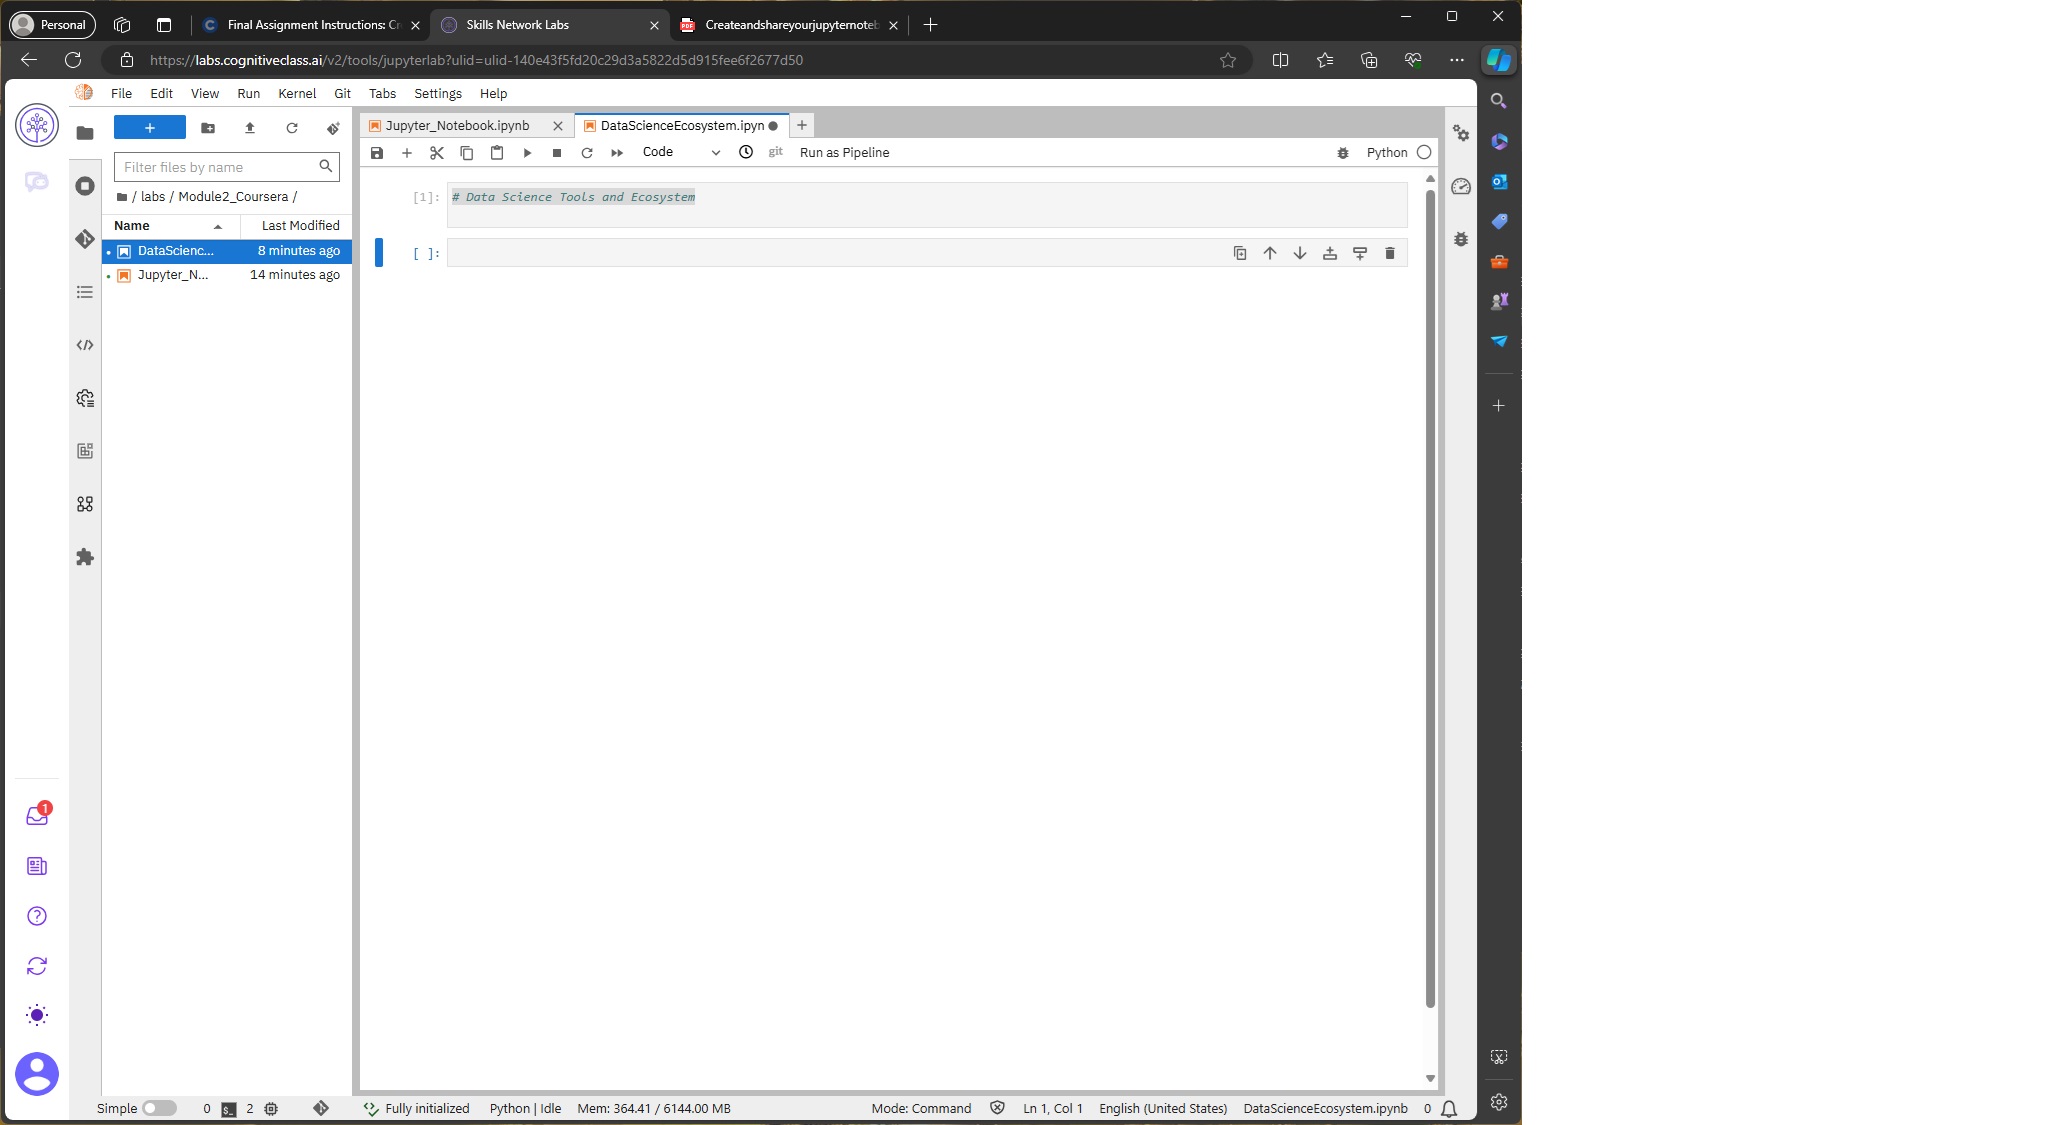 Personal
Final Assignment Instructions: Cr
Skills Network Labs
Createandshareyourjupyternoteb
https://labs.cognitiveclass.ai/v2/tools/jupyterlab?ulid=ulid-140e43f5fd20c29d3a5822d5d915fee6f2677d50
File Edit View Run Kernel Git Tabs Settings Help
+
Filter files by name
/ labs / Module2_Coursera /
Name Last Modified
DataScienc... 8 minutes ago
Jupyter_N... 14 minutes ago
Jupyter_Notebook.ipynb
DataScienceEcosystem.ipyn
Code git Run as Pipeline Python
[1]: # Data Science Tools and Ecosystem
[ ]:
1
Simple 0 $_ 2 Fully initialized Python | Idle Mem: 364.41 / 6144.00 MB Mode: Command Ln 1, Col 1 English (United States) DataScienceEcosystem.ipynb 0